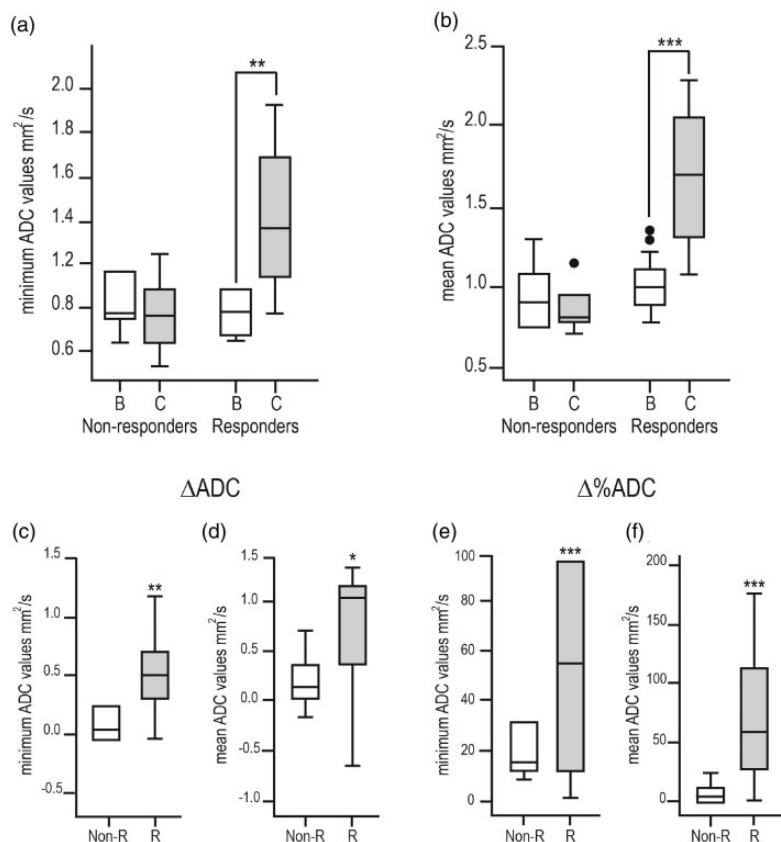 (a)
minimum ADC values mm²/s
2.0
1.8
1.6
1.4
1.2
0.8
0.6
**
B
C
B
C
Non-responders
Responders
(b)
mean ADC values mm²/s
2.5
2.0
1.5
1.0
0.5
***
B
C
B
C
Non-responders
Responders
ΔADC
Δ%ADC
(c)
minimum ADC values mm²/s
1.5
1.0
0.5
0.0
-0.5
**
Non-R
R
(d)
mean ADC values mm²/s
1.5
1.0
0.5
0.0
-0.5
-1.0
*
Non-R
R
(e)
minimum ADC values mm²/s
100
80
60
40
20
0
***
Non-R
R
(f)
mean ADC values mm²/s
200
150
100
50
0
***
Non-R
R